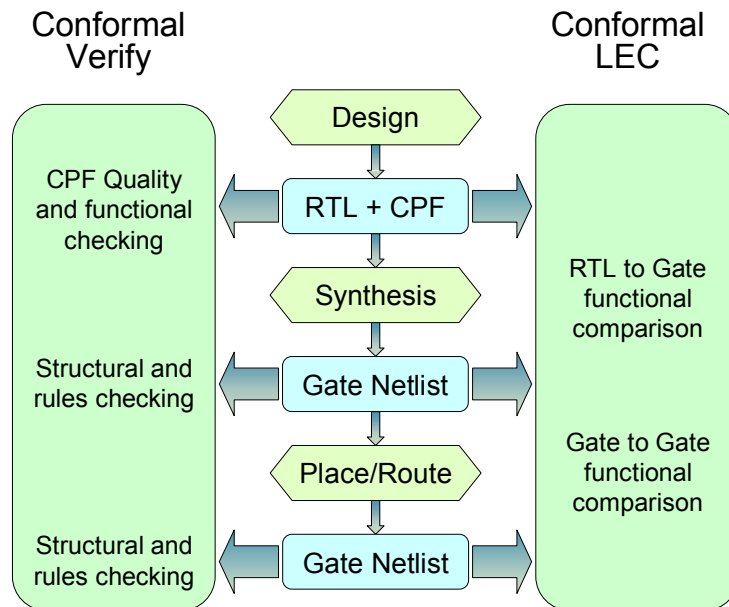 Conformal
Verify
Conformal
LEC
Design
CPF Quality
and functional
checking
RTL + CPF
RTL to Gate
functional
comparison
Synthesis
Structural and
rules checking
Gate Netlist
Gate to Gate
functional
comparison
Place/Route
Structural and
rules checking
Gate Netlist